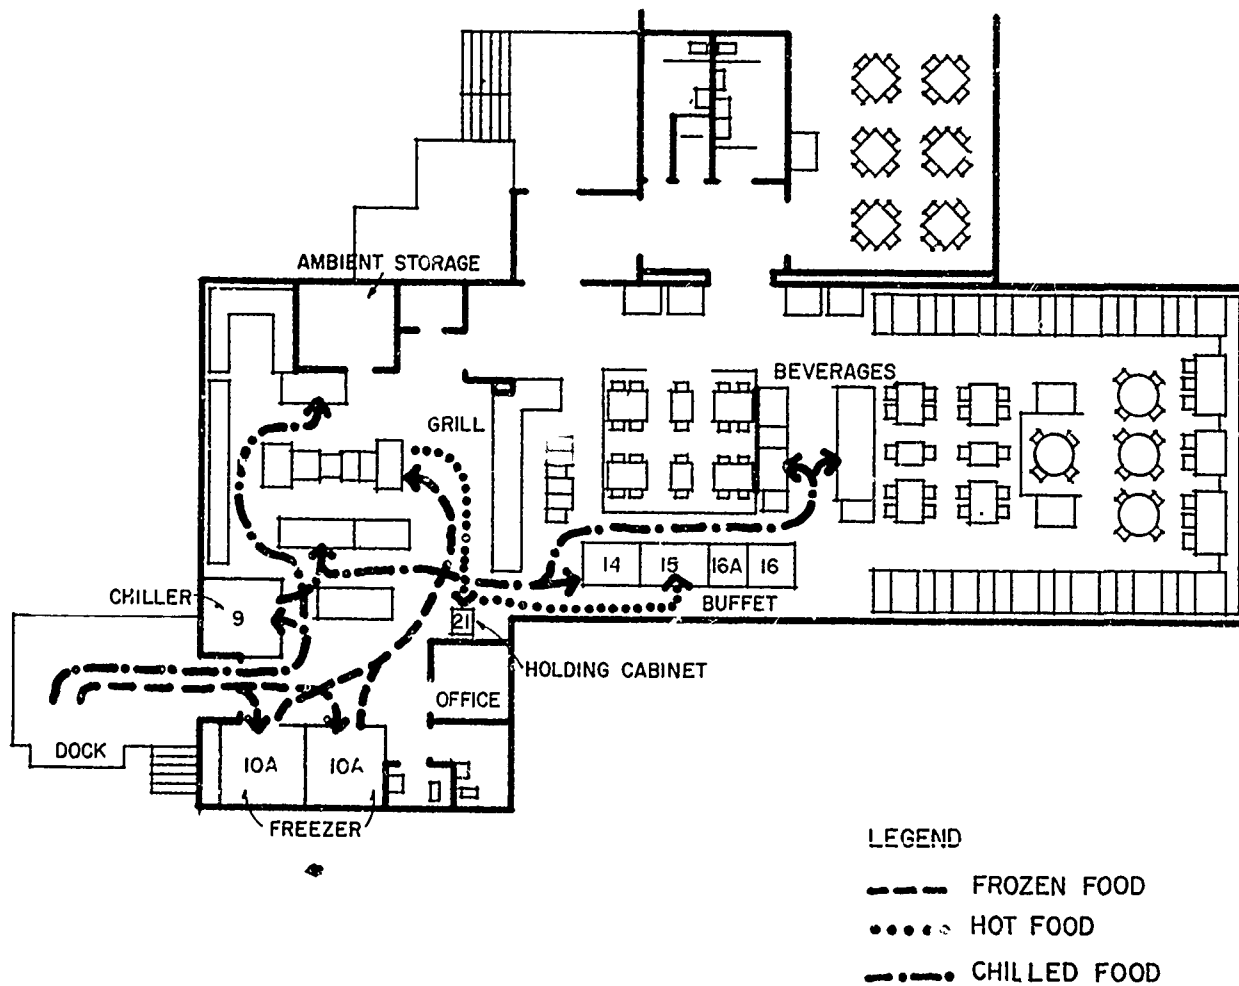 AMBIENT STORAGE
BEVERAGES
GRILL
14
15
16A
16
CHILLER
9
BUFFET
21
HOLDING CABINET
OFFICE
DOCK
10A
10A
FREEZER
LEGEND
FROZEN FOOD
HOT FOOD
CHILLED FOOD